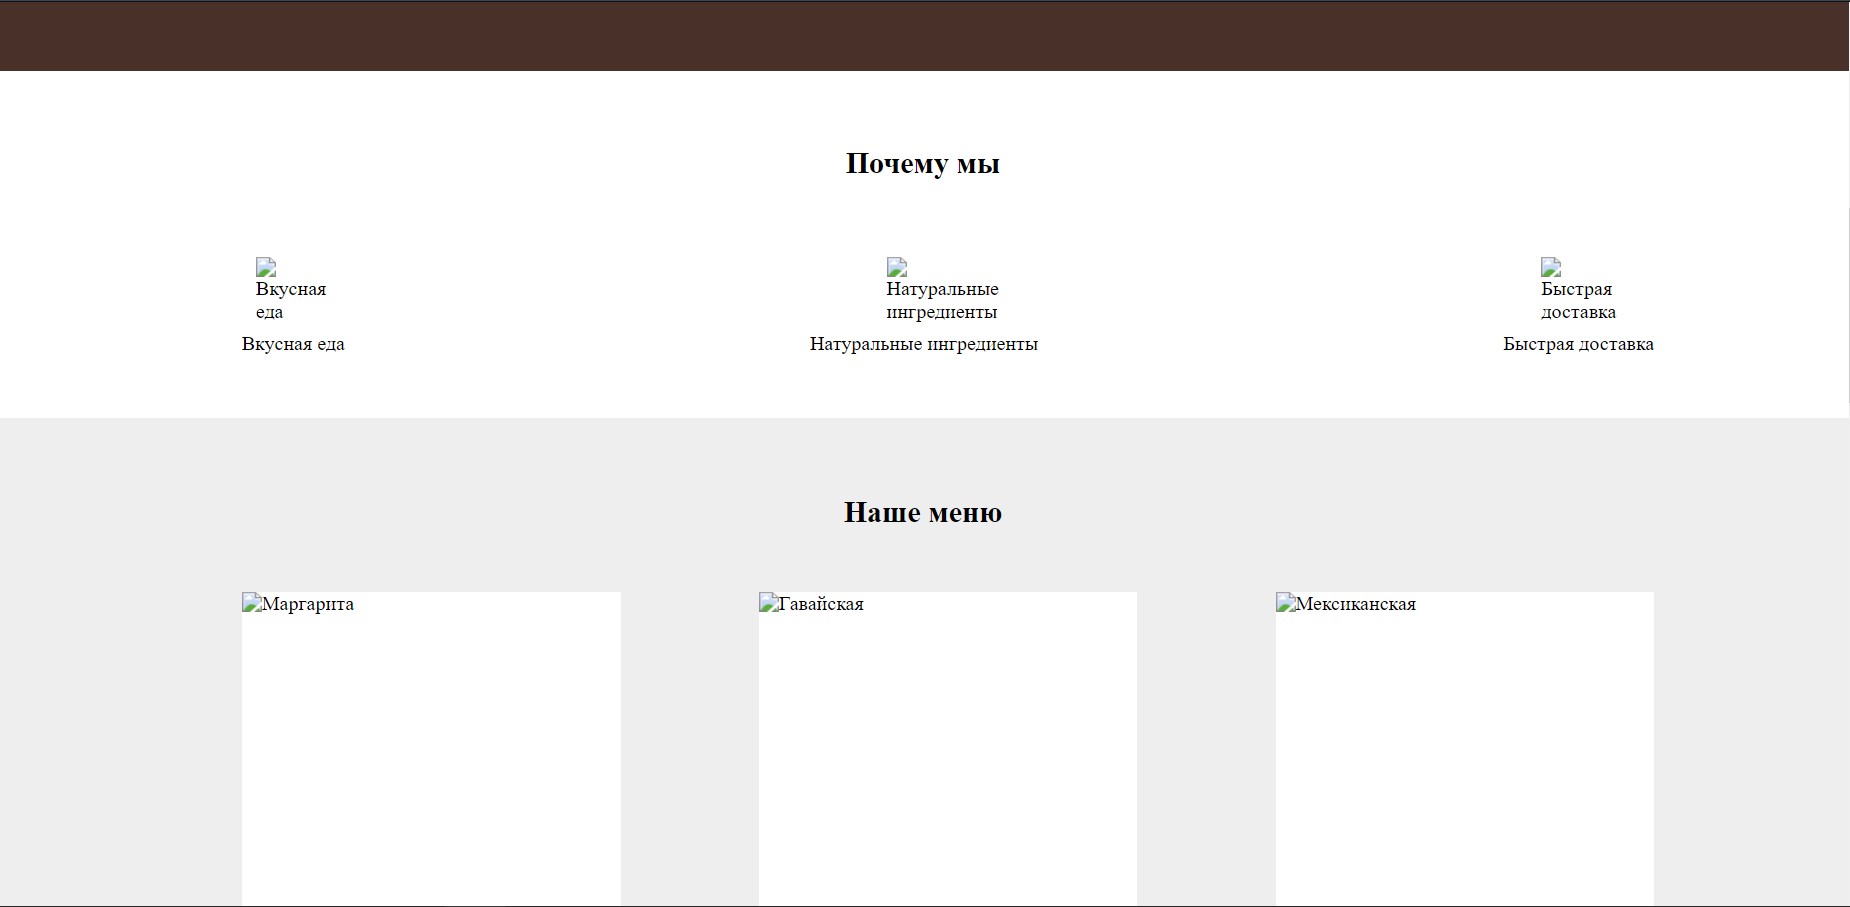 Почему мы
Вкусная
еда
Натуральные
ингредиенты
Быстрая
доставка
Вкусная еда
Натуральные ингредиенты
Быстрая доставка
Наше меню
Маргарита
Гавайская
Мексиканская